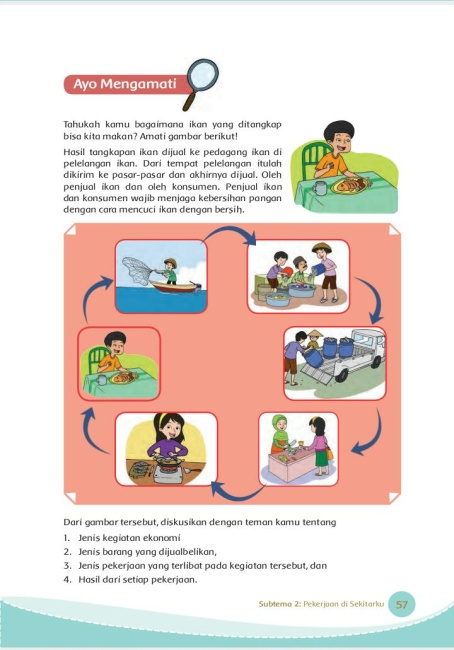 Ayo Mengamati
Tahukah kamu bagaimana ikan yang ditangkap
bisa kita makan? Amati gambar berikut!
Hasil tangkapan ikan dijual ke pedagang ikan di
pelelangan ikan. Dari tempat pelelangan itulah
dikirim ke pasar-pasar dan akhirnya dijual. Oleh
penjual ikan dan oleh konsumen. Penjual ikan
dan konsumen wajib menjaga kebersihan pangan
dengan cara mencuci ikan dengan bersih.
Dari gambar tersebut, diskusikan dengan teman kamu tentang
1. Jenis kegiatan ekonomi
2. Jenis barang yang dijualbelikan,
3. Jenis pekerjaan yang terlibat pada kegiatan tersebut, dan
4. Hasil dari setiap pekerjaan.
Subtema 2: Pekerjaan di Sekitarku 57